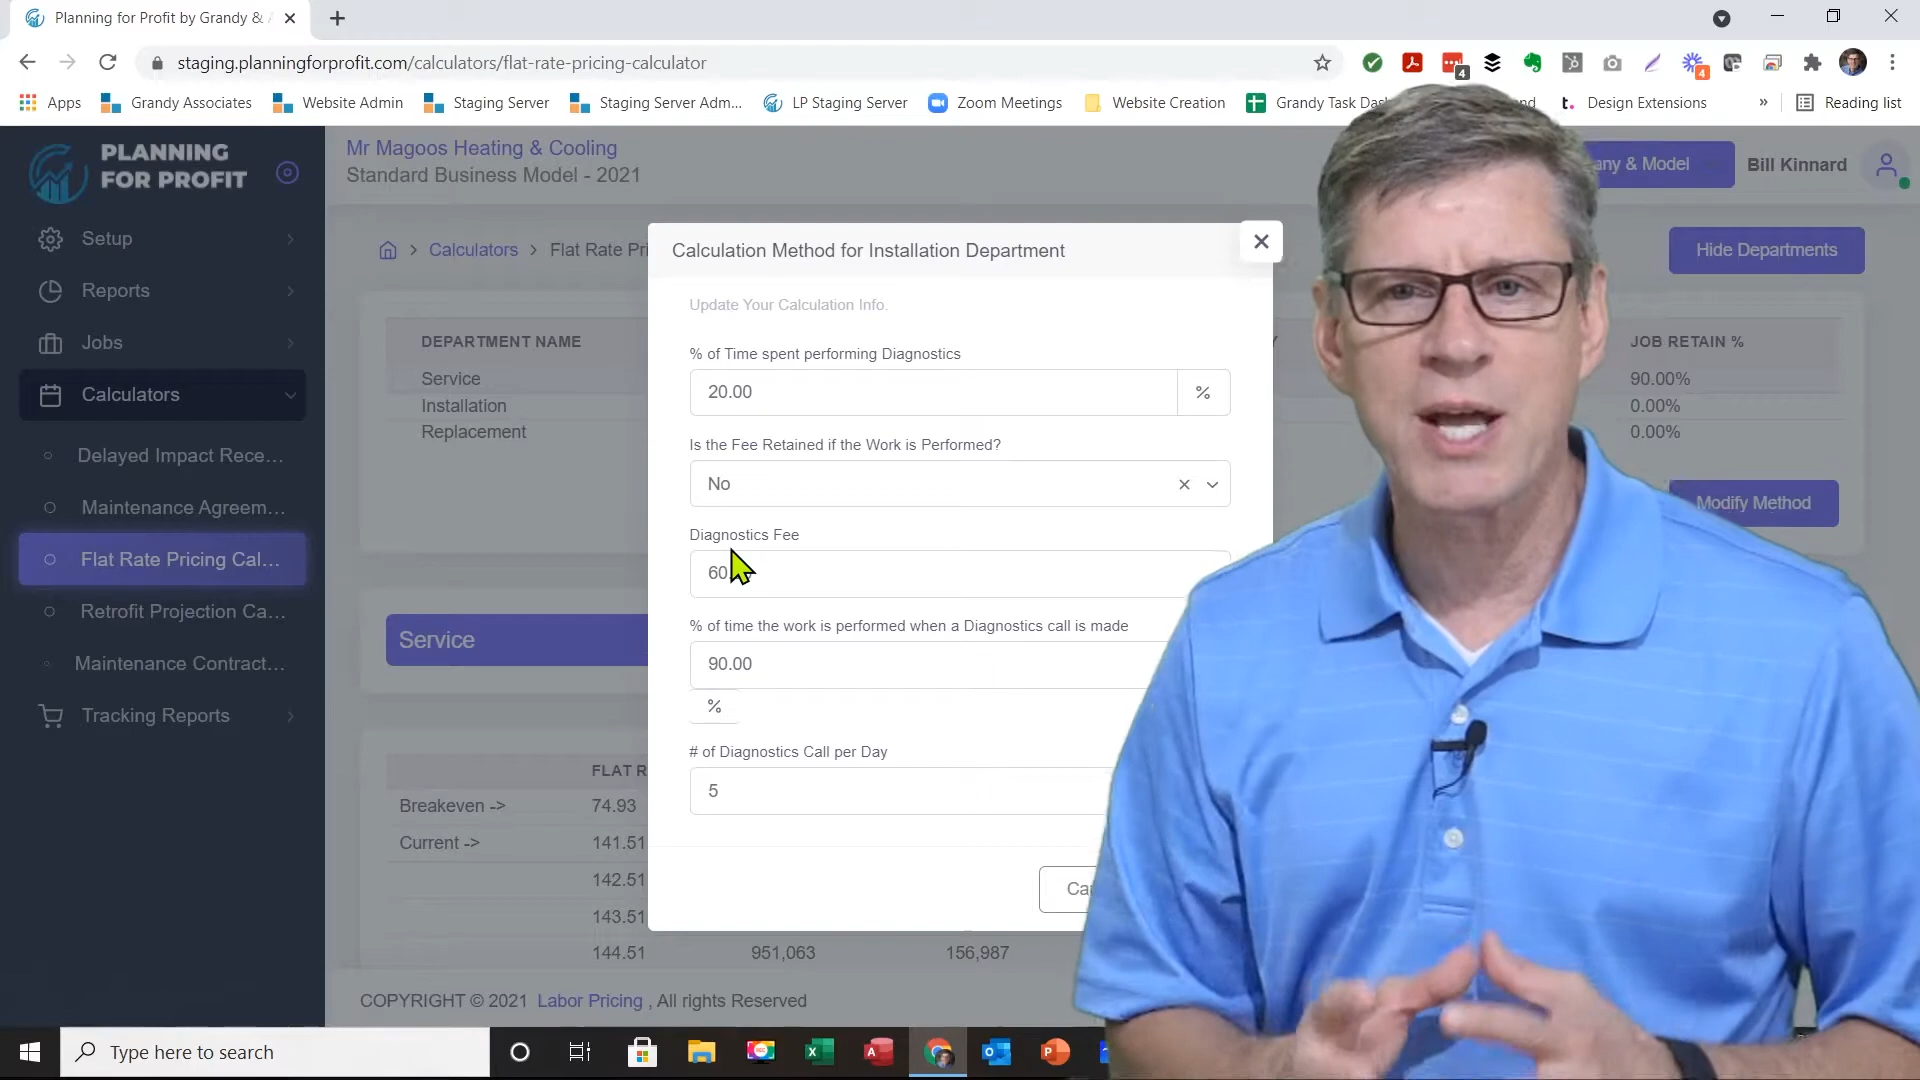 Planning for Profit by Grandy &
staging.planningforprofit.com/calculators/flat-rate-pricing-calculator
4
4
Apps
Grandy Associates
Website Admin
Staging Server
Staging Server Adm...
LP Staging Server
Zoom Meetings
Website Creation
Grandy Task
Design Extensions
»
Reading list
PLANNING
FOR PROFIT
Mr Magoos Heating & Cooling
Standard Business Model - 2021
& Model
Bill Kinnard
Setup
Reports
Jobs
Calculators
Delayed Impact Rece...
Maintenance Agreem...
Flat Rate Pricing Cal...
Retrofit Projection Ca...
Maintenance Contract...
Tracking Reports
Calculators
Flat Rate
Hide Departments
DEPARTMENT NAME
Service
Installation
Replacement
JOB RETAIN %
90.00%
0.00%
0.00%
Modify Method
Service
Calculation Method for Installation Department
Update Your Calculation Info.
% of Time spent performing Diagnostics
20.00
%
Is the Fee Retained if the Work is Performed?
No
Diagnostics Fee
60
% of time the work is performed when a Diagnostics call is made
90.00
%
# of Diagnostics Call per Day
5
FLAT
Breakeven -> 74.93
Current -> 141.51
142.51
143.51
144.51 951,063 156,987
COPYRIGHT © 2021 Labor Pricing , All rights Reserved
Type here to search